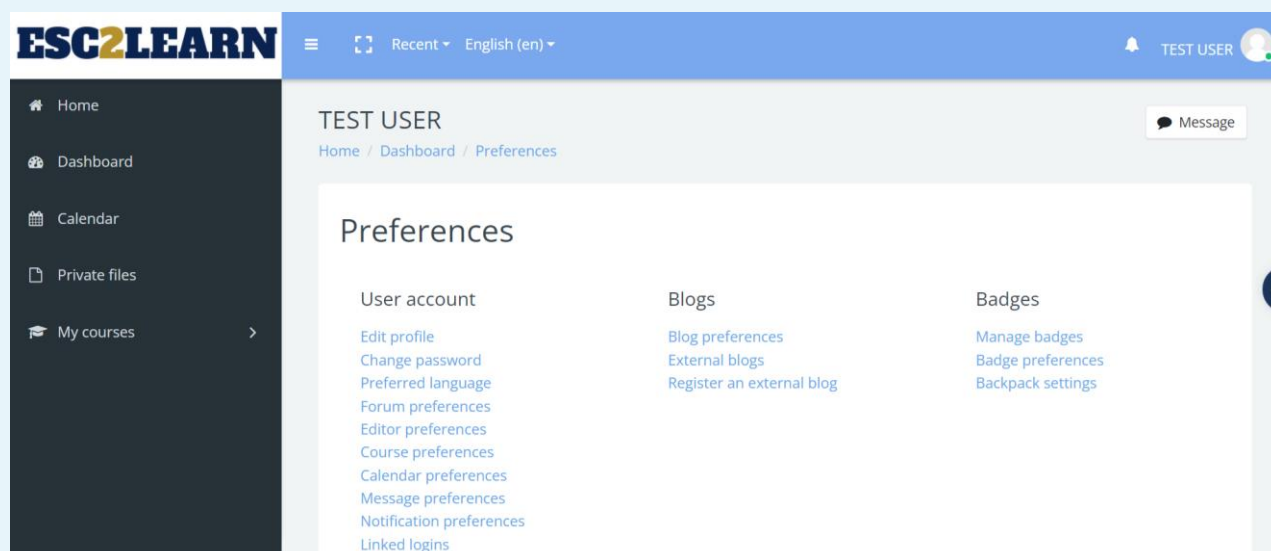 ESC2LEARN
Recent English (en)
TEST USER
Home
Dashboard
Calendar
Private files
My courses
TEST USER
Message
Home / Dashboard / Preferences
Preferences
User account
Edit profile
Change password
Preferred language
Forum preferences
Editor preferences
Course preferences
Calendar preferences
Message preferences
Notification preferences
Linked logins
Blogs
Blog preferences
External blogs
Register an external blog
Badges
Manage badges
Badge preferences
Backpack settings